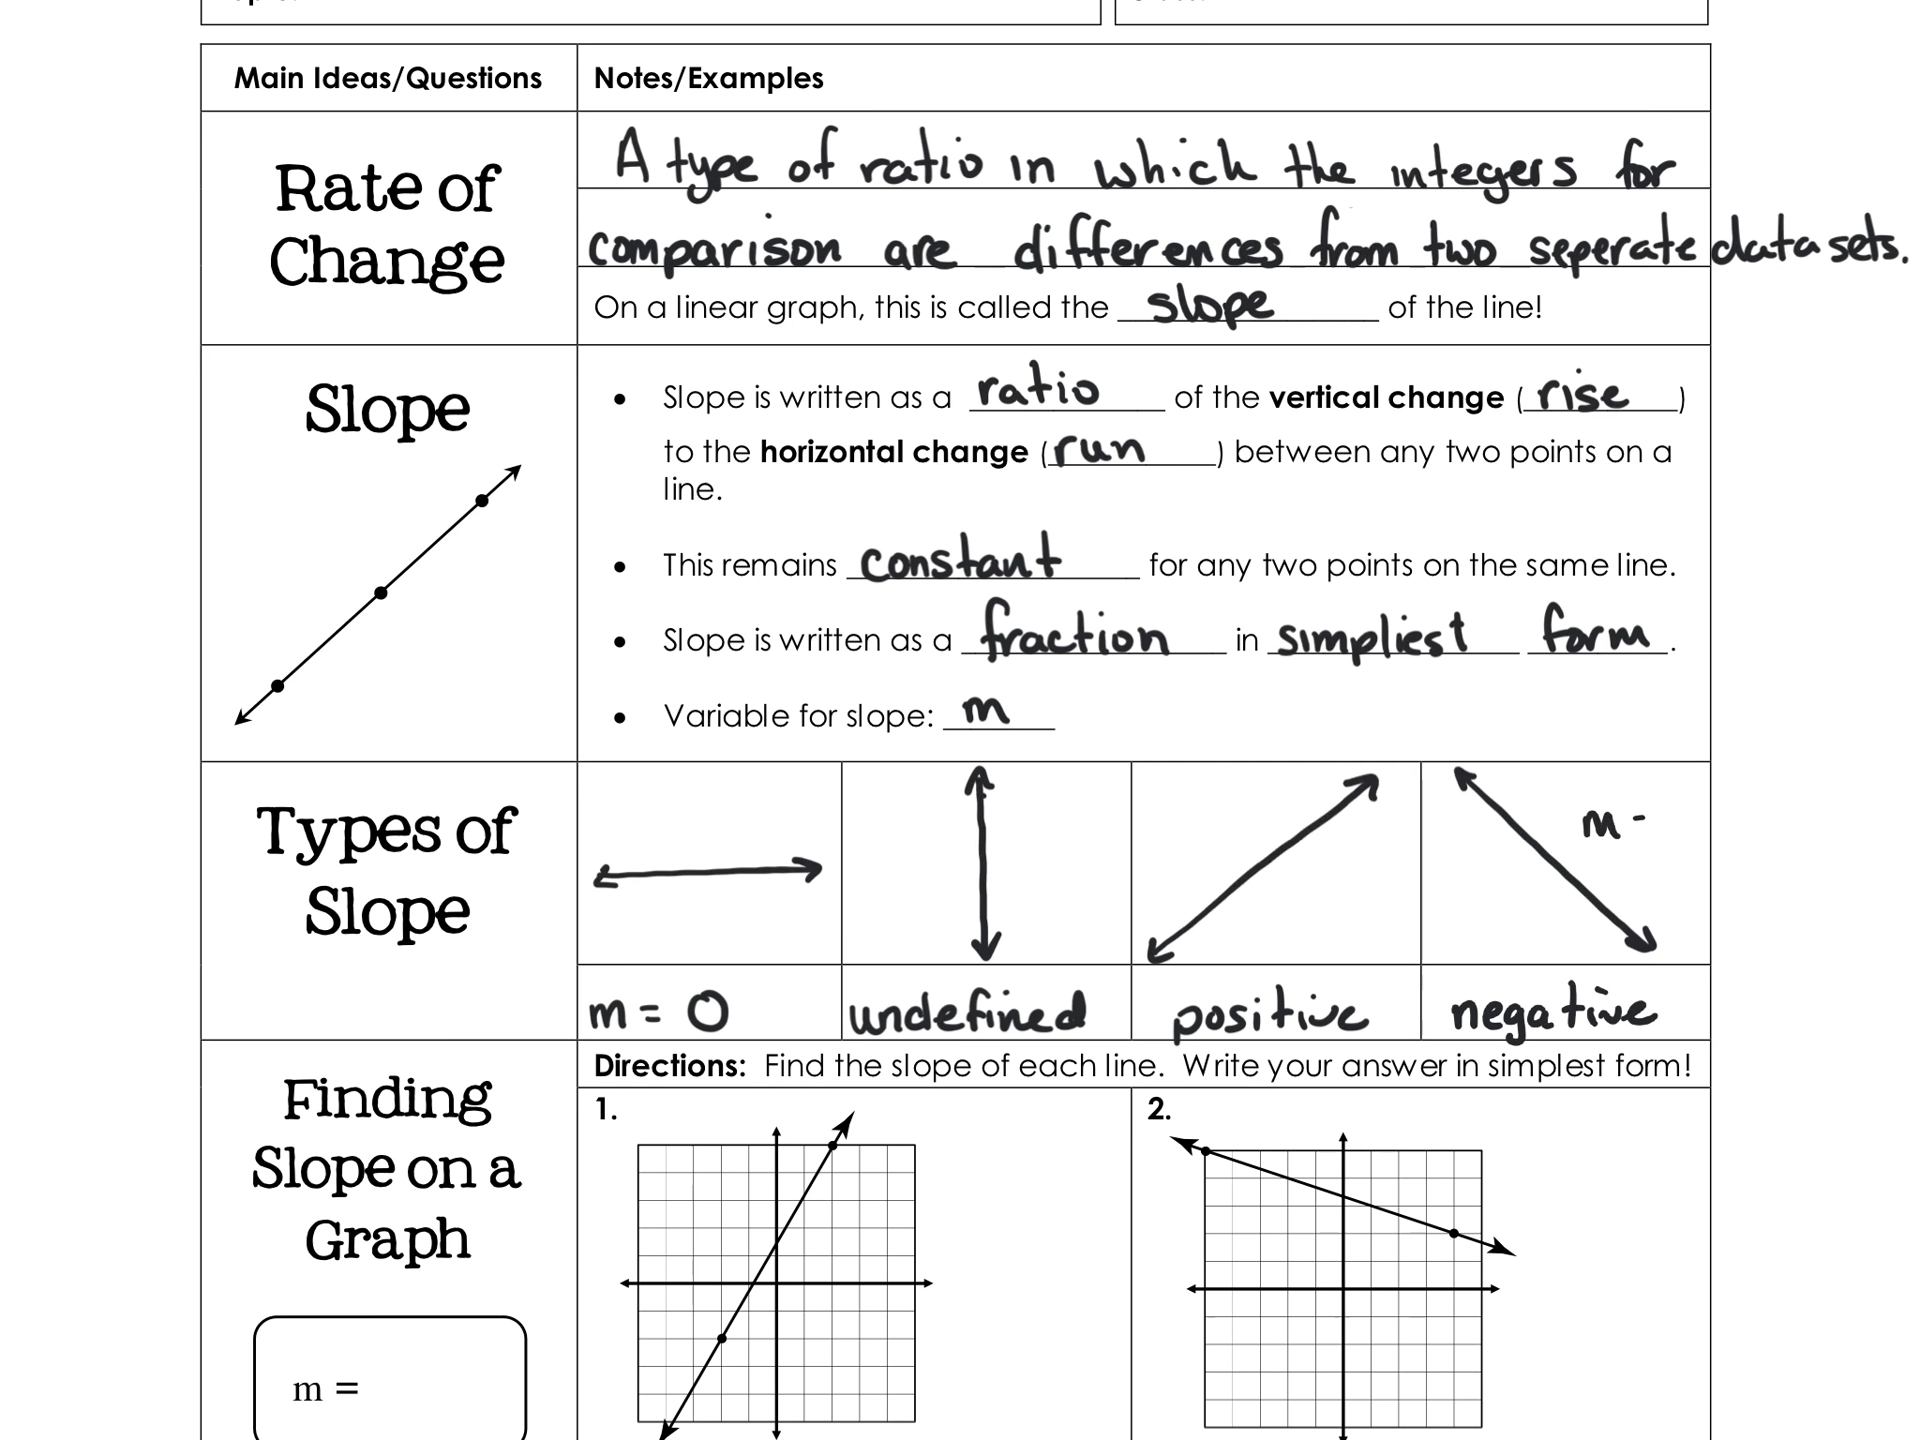 Main Ideas/Questions
Notes/Examples
Rate of
Change
A type of ratio in which the integers for
comparison are differences from two seperate data sets.
On a linear graph, this is called the slope of the line!
Slope
Slope is written as a ratio of the vertical change (rise)
to the horizontal change (run) between any two points on a
line.
This remains constant for any two points on the same line.
Slope is written as a fraction in simpliest form.
Variable for slope: m
Types of
Slope
m -
m = 0
undefined
positive
negative
Finding
Slope on a
Graph
m =
Directions: Find the slope of each line. Write your answer in simplest form!
1.
2.